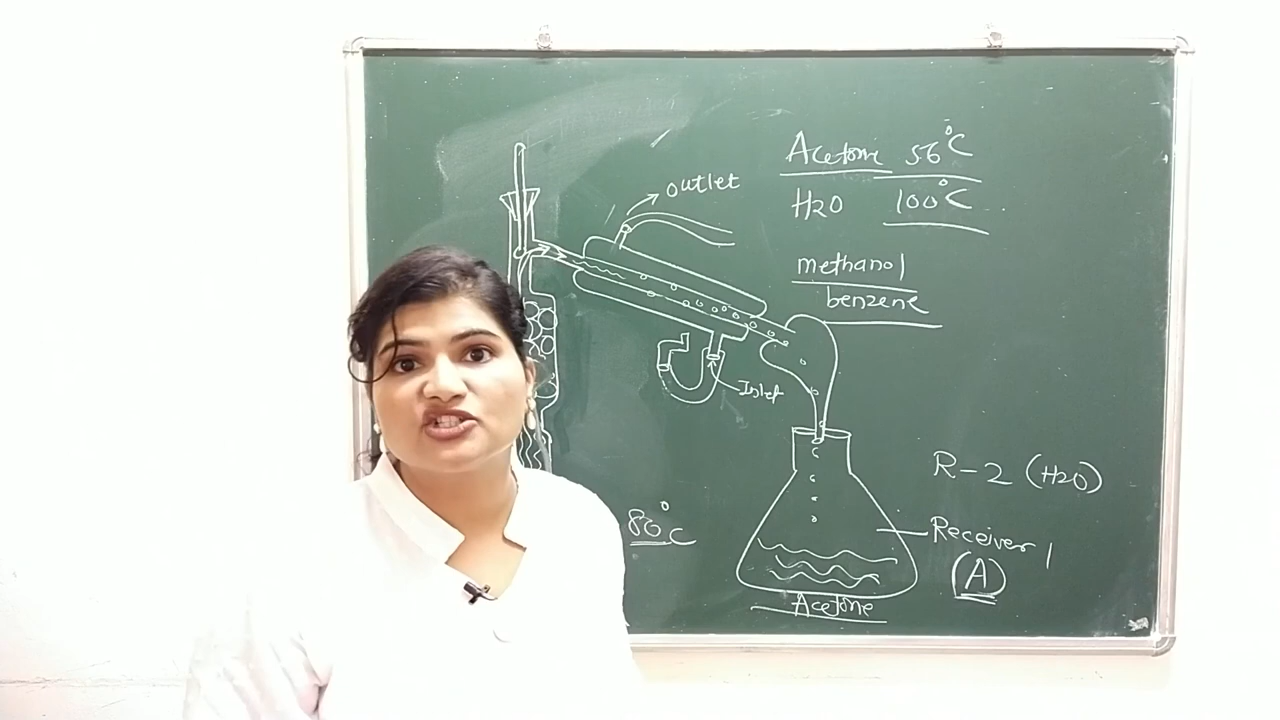 Acetone 56°C
H2O 100°C
outlet
methanol
benzene
Inlet
R-2 (H2O)
80°C
Receiver 1
(A)
Acetone